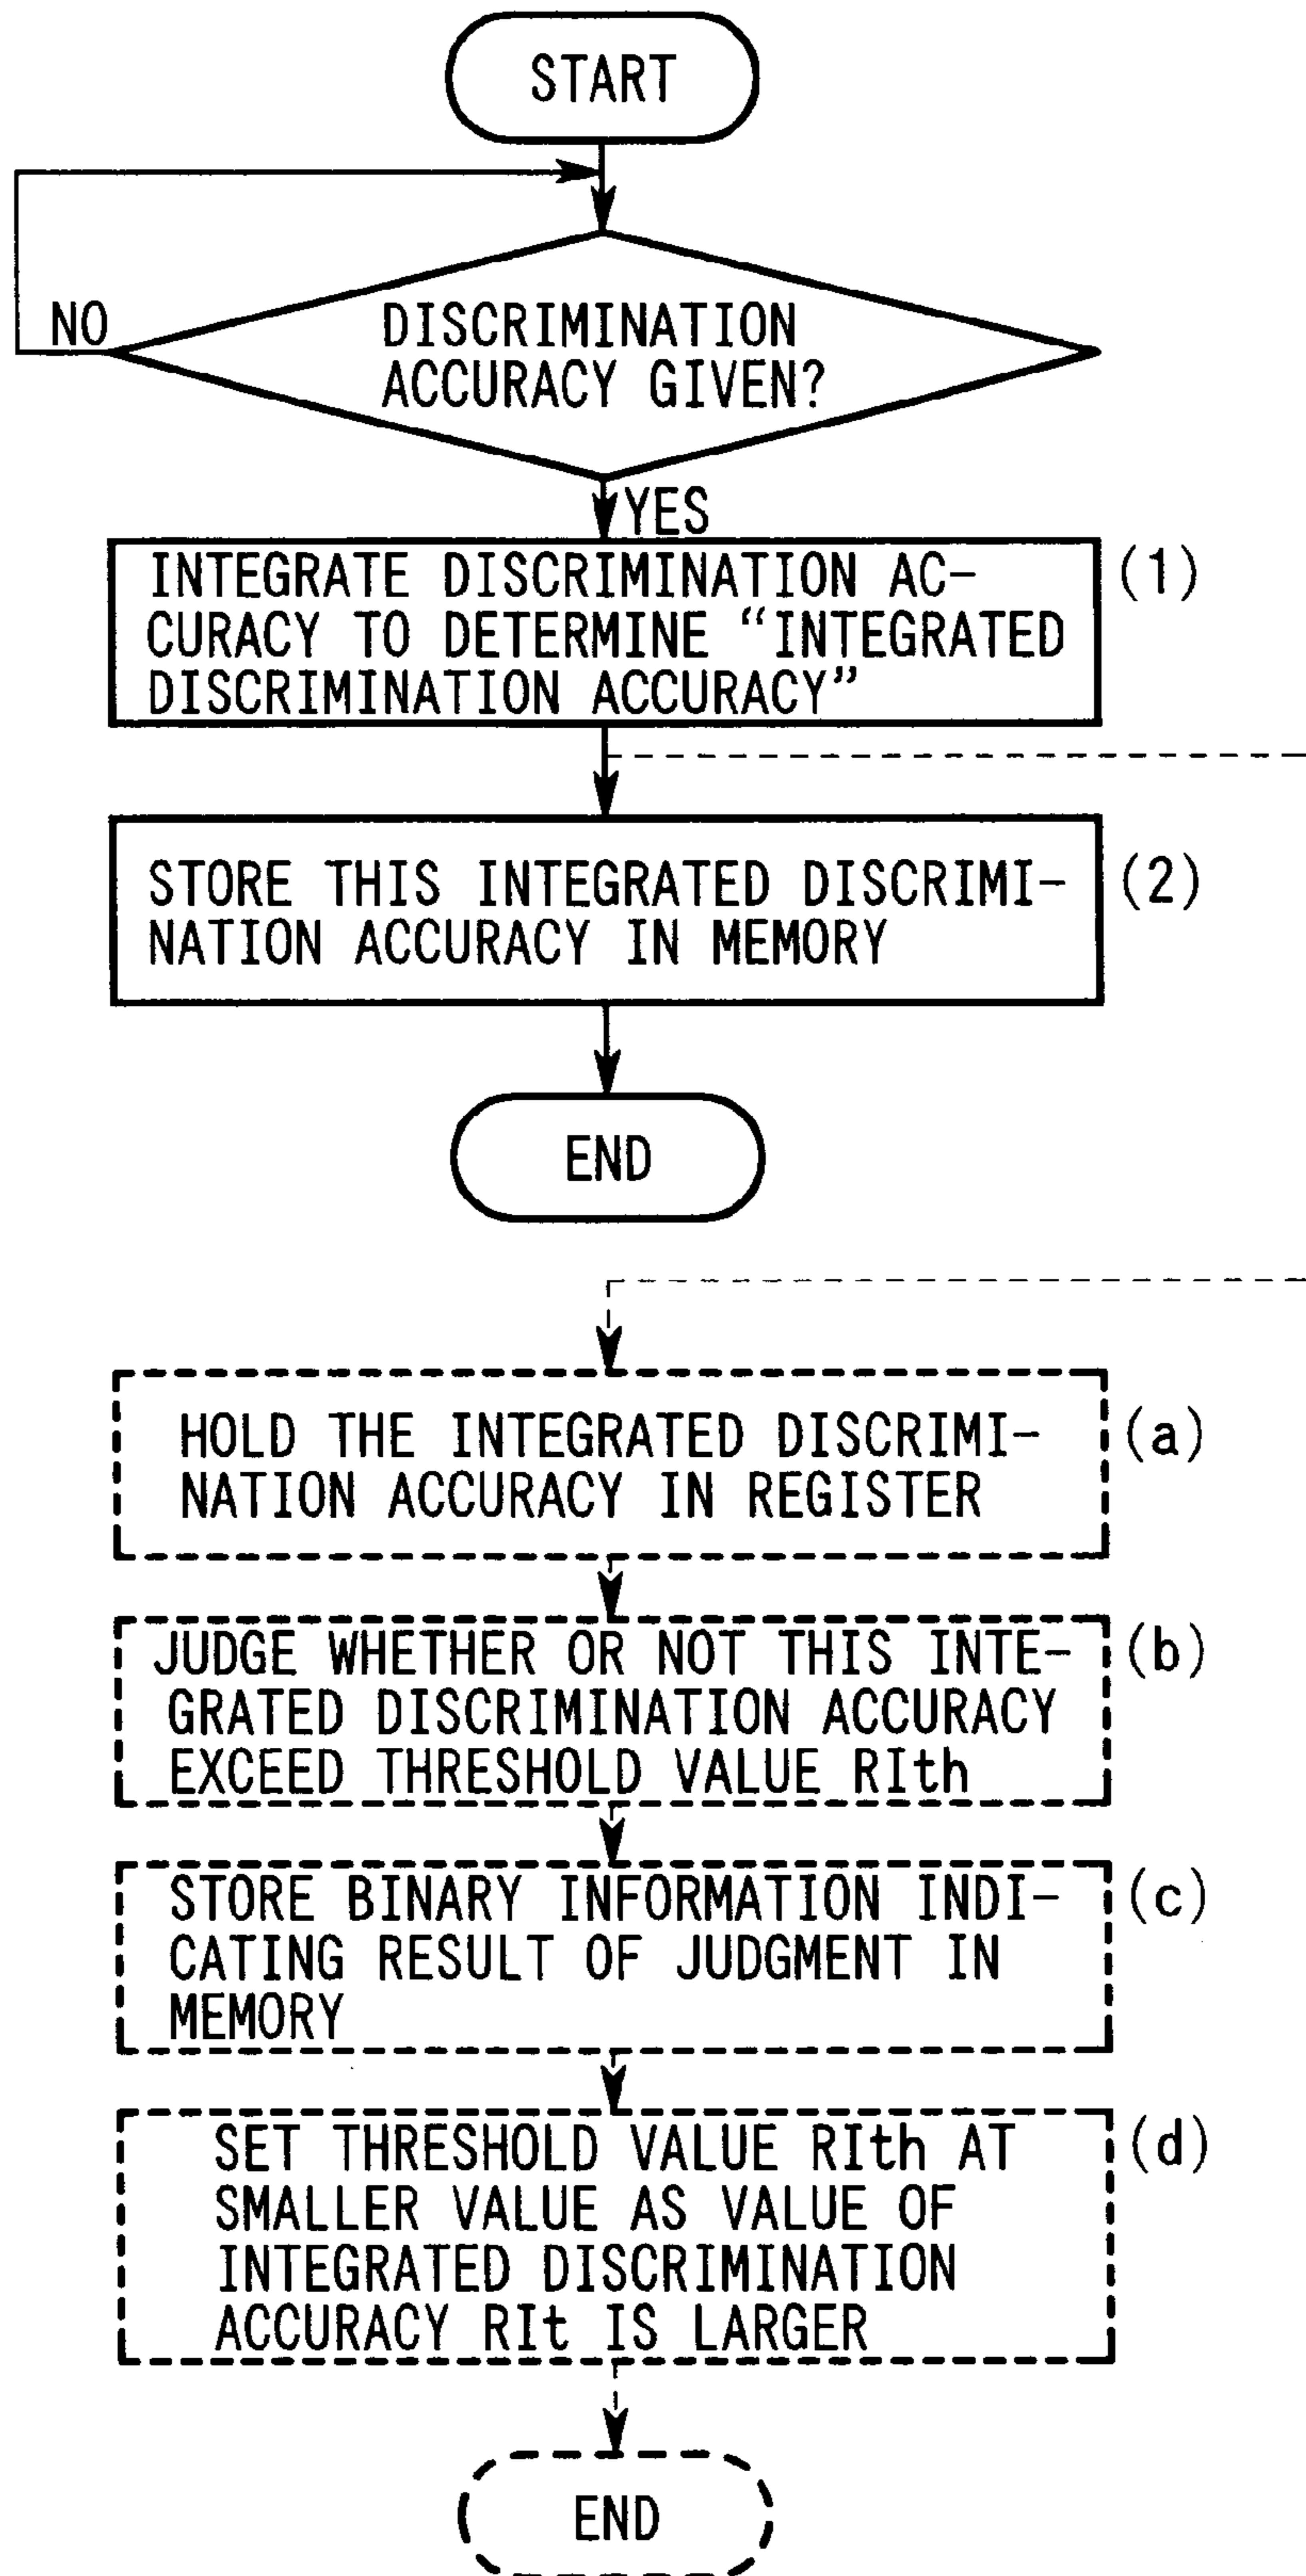 START
NO
DISCRIMINATION
ACCURACY GIVEN?
YES
INTEGRATE DISCRIMINATION AC-
CURACY TO DETERMINE “INTEGRATED
DISCRIMINATION ACCURACY”
(1)
STORE THIS INTEGRATED DISCRIMI-
NATION ACCURACY IN MEMORY
(2)
END
HOLD THE INTEGRATED DISCRIMI-
NATION ACCURACY IN REGISTER
(a)
JUDGE WHETHER OR NOT THIS INTE-
GRATED DISCRIMINATION ACCURACY
EXCEED THRESHOLD VALUE RIth
(b)
STORE BINARY INFORMATION INDI-
CATING RESULT OF JUDGMENT IN
MEMORY
(c)
SET THRESHOLD VALUE RIth AT
SMALLER VALUE AS VALUE OF
INTEGRATED DISCRIMINATION
ACCURACY RIt IS LARGER
(d)
END